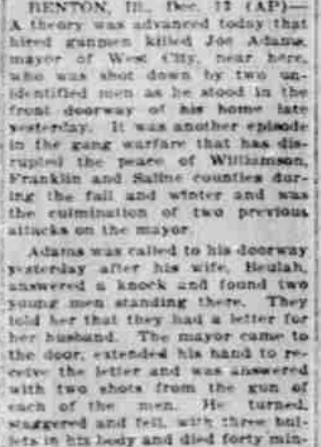 BENTON, Ill., Dec. 13 (AP)—
A theory was advanced today that
hired gunmen killed Joe Adams,
mayor of West City, near here,
who was shot down by two un-
identified men as he stood in the
front doorway of his home late
yesterday. It was another episode
in the gang warfare that has dis-
rupted the peace of Williamson,
Franklin and Saline counties dur-
ing the fall and winter and was
the culmination of two previous
attacks on the mayor.
Adams was called to his doorway
yesterday after his wife, Beulah,
answered a knock and found two
young men standing there. They
told her that they had a letter for
her husband. The mayor came to
the door, extended his hand to re-
ceive the letter and was answered
with two shots from the gun of
each of the men. He turned,
staggered and fell, with three bul-
lets in his body and died forty min-